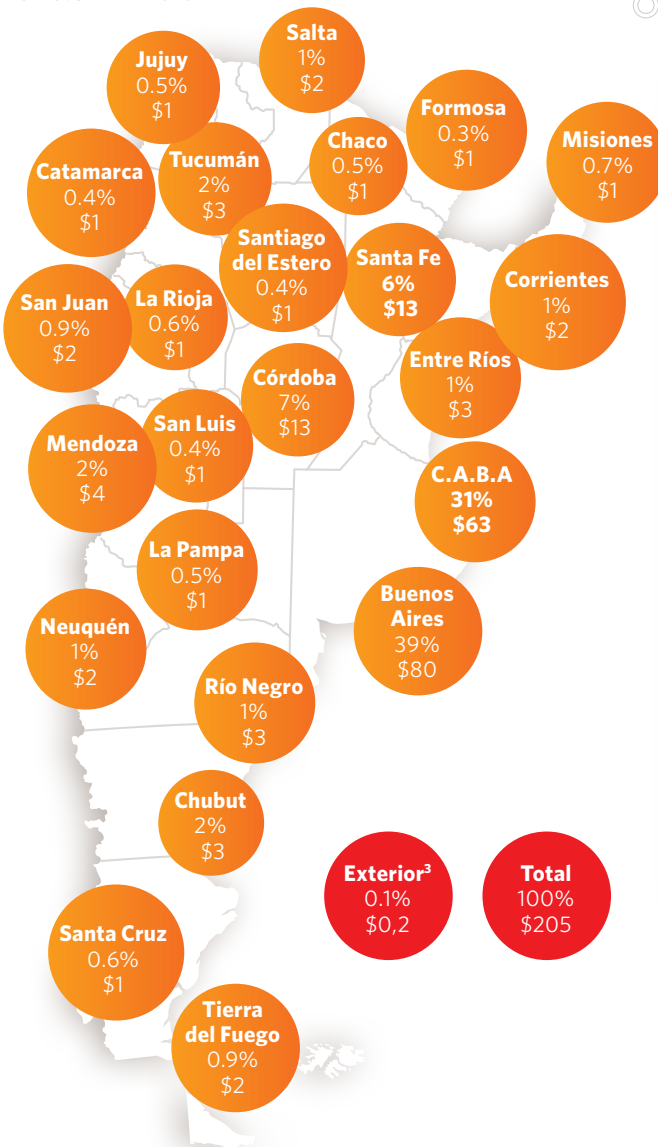 Salta
1%
$2
Jujuy
0.5%
$1
Formosa
0.3%
$1
Chaco
0.5%
$1
Misiones
0.7%
$1
Tucumán
2%
$3
Catamarca
0.4%
$1
Santiago
del Estero
0.4%
$1
Santa Fe
6%
$13
Corrientes
1%
$2
San Juan
0.9%
$2
La Rioja
0.6%
$1
Entre Ríos
1%
$3
Córdoba
7%
$13
San Luis
0.4%
$1
Mendoza
2%
$4
C.A.B.A
31%
$63
La Pampa
0.5%
$1
Buenos
Aires
39%
$80
Neuquén
1%
$2
Río Negro
1%
$3
Chubut
2%
$3
Exterior³
0.1%
$0,2
Total
100%
$205
Santa Cruz
0.6%
$1
Tierra
del Fuego
0.9%
$2